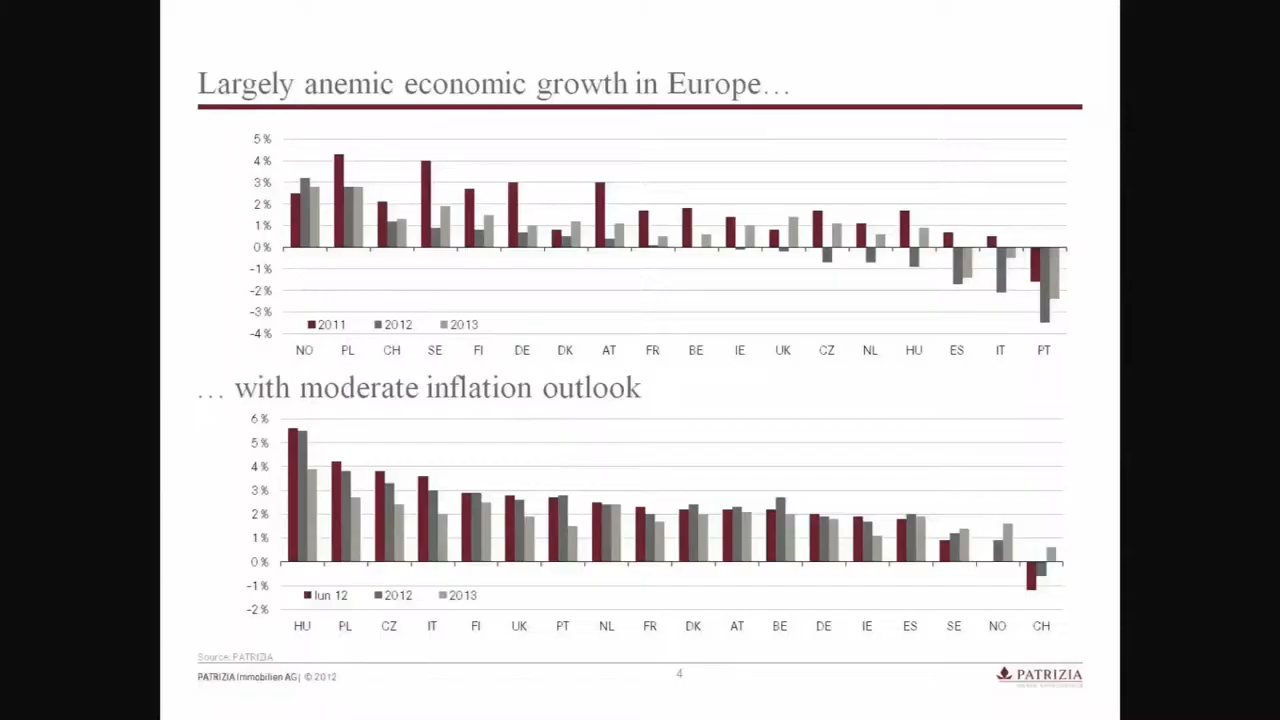 Largely anemic economic growth in Europe…
5%
4%
3%
2%
1%
0%
-1%
-2%
-3%
-4%
2011 2012 2013
NO PL CH SE FI DE DK AT FR BE IE UK CZ NL HU ES IT PT
… with moderate inflation outlook
6%
5%
4%
3%
2%
1%
0%
-1%
-2%
Jun 12 2012 2013
HU PL CZ IT FI UK PT NL FR DK AT BE DE IE ES SE NO CH
Source: PATRIZIA
PATRIZIA Immobilien AG| © 2012
4
PATRIZIA